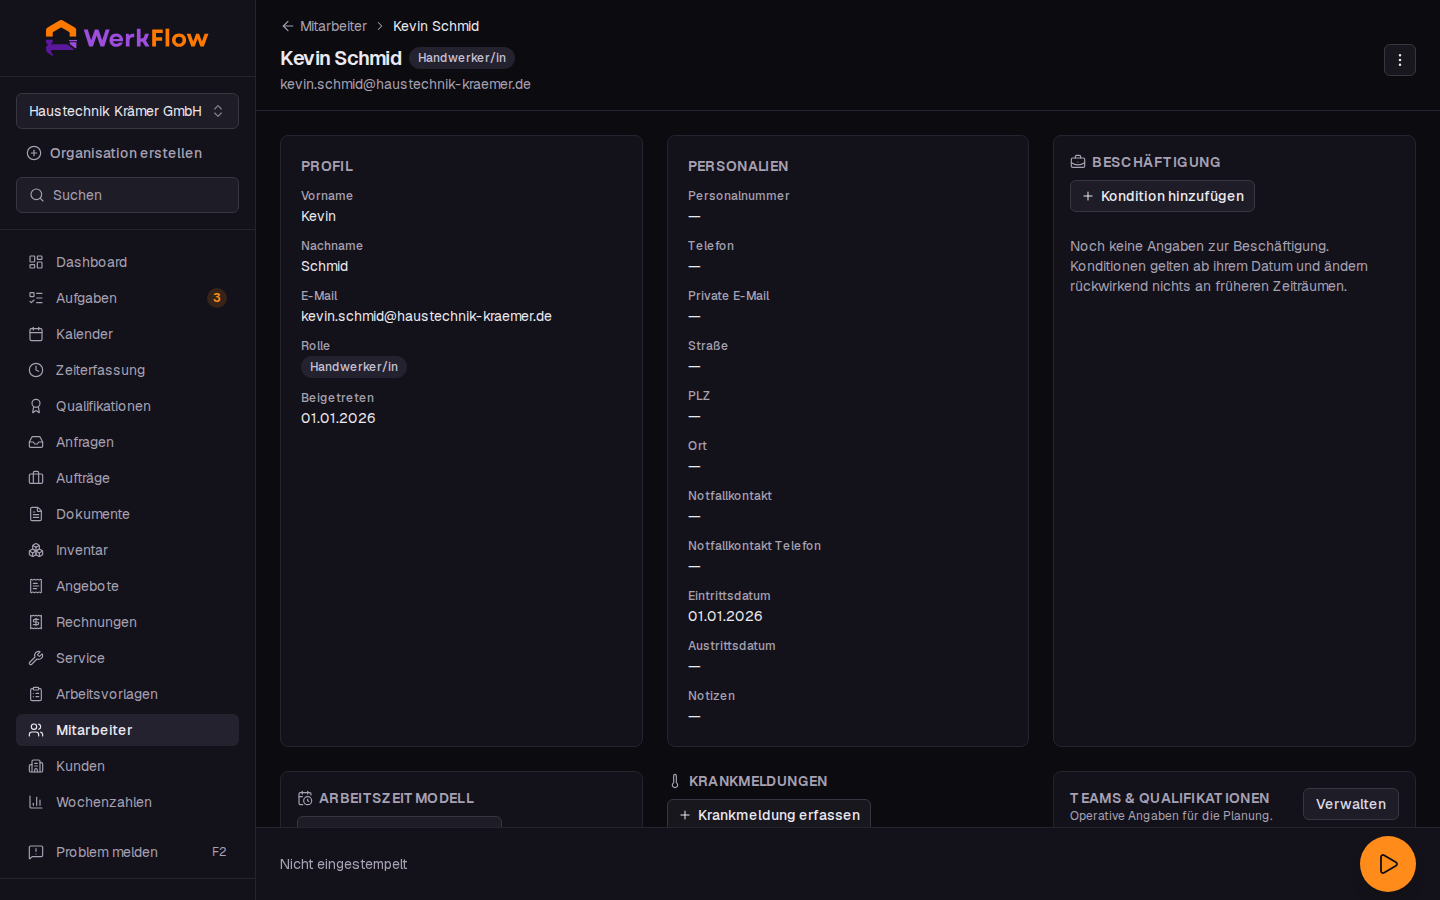 WerkFlow
Haustechnik Krämer GmbH
Organisation erstellen
Suchen
Dashboard
Aufgaben 3
Kalender
Zeiterfassung
Qualifikationen
Anfragen
Aufträge
Dokumente
Inventar
Angebote
Rechnungen
Service
Arbeitsvorlagen
Mitarbeiter
Kunden
Wochenzahlen
Problem melden F2
Mitarbeiter > Kevin Schmid
Kevin Schmid Handwerker/in
kevin.schmid@haustechnik-kraemer.de
PROFIL
Vorname
Kevin
Nachname
Schmid
E-Mail
kevin.schmid@haustechnik-kraemer.de
Rolle
Handwerker/in
Beigetreten
01.01.2026
PERSONALIEN
Personalnummer
—
Telefon
—
Private E-Mail
—
Straße
—
PLZ
—
Ort
—
Notfallkontakt
—
Notfallkontakt Telefon
—
Eintrittsdatum
01.01.2026
Austrittsdatum
—
Notizen
—
BESCHÄFTIGUNG
+ Kondition hinzufügen
Noch keine Angaben zur Beschäftigung.
Konditionen gelten ab ihrem Datum und ändern
rückwirkend nichts an früheren Zeiträumen.
ARBEITSZEITMODELL
KRANKMELDUNGEN
+ Krankmeldung erfassen
TEAMS & QUALIFIKATIONEN
Operative Angaben für die Planung.
Verwalten
Nicht eingestempelt